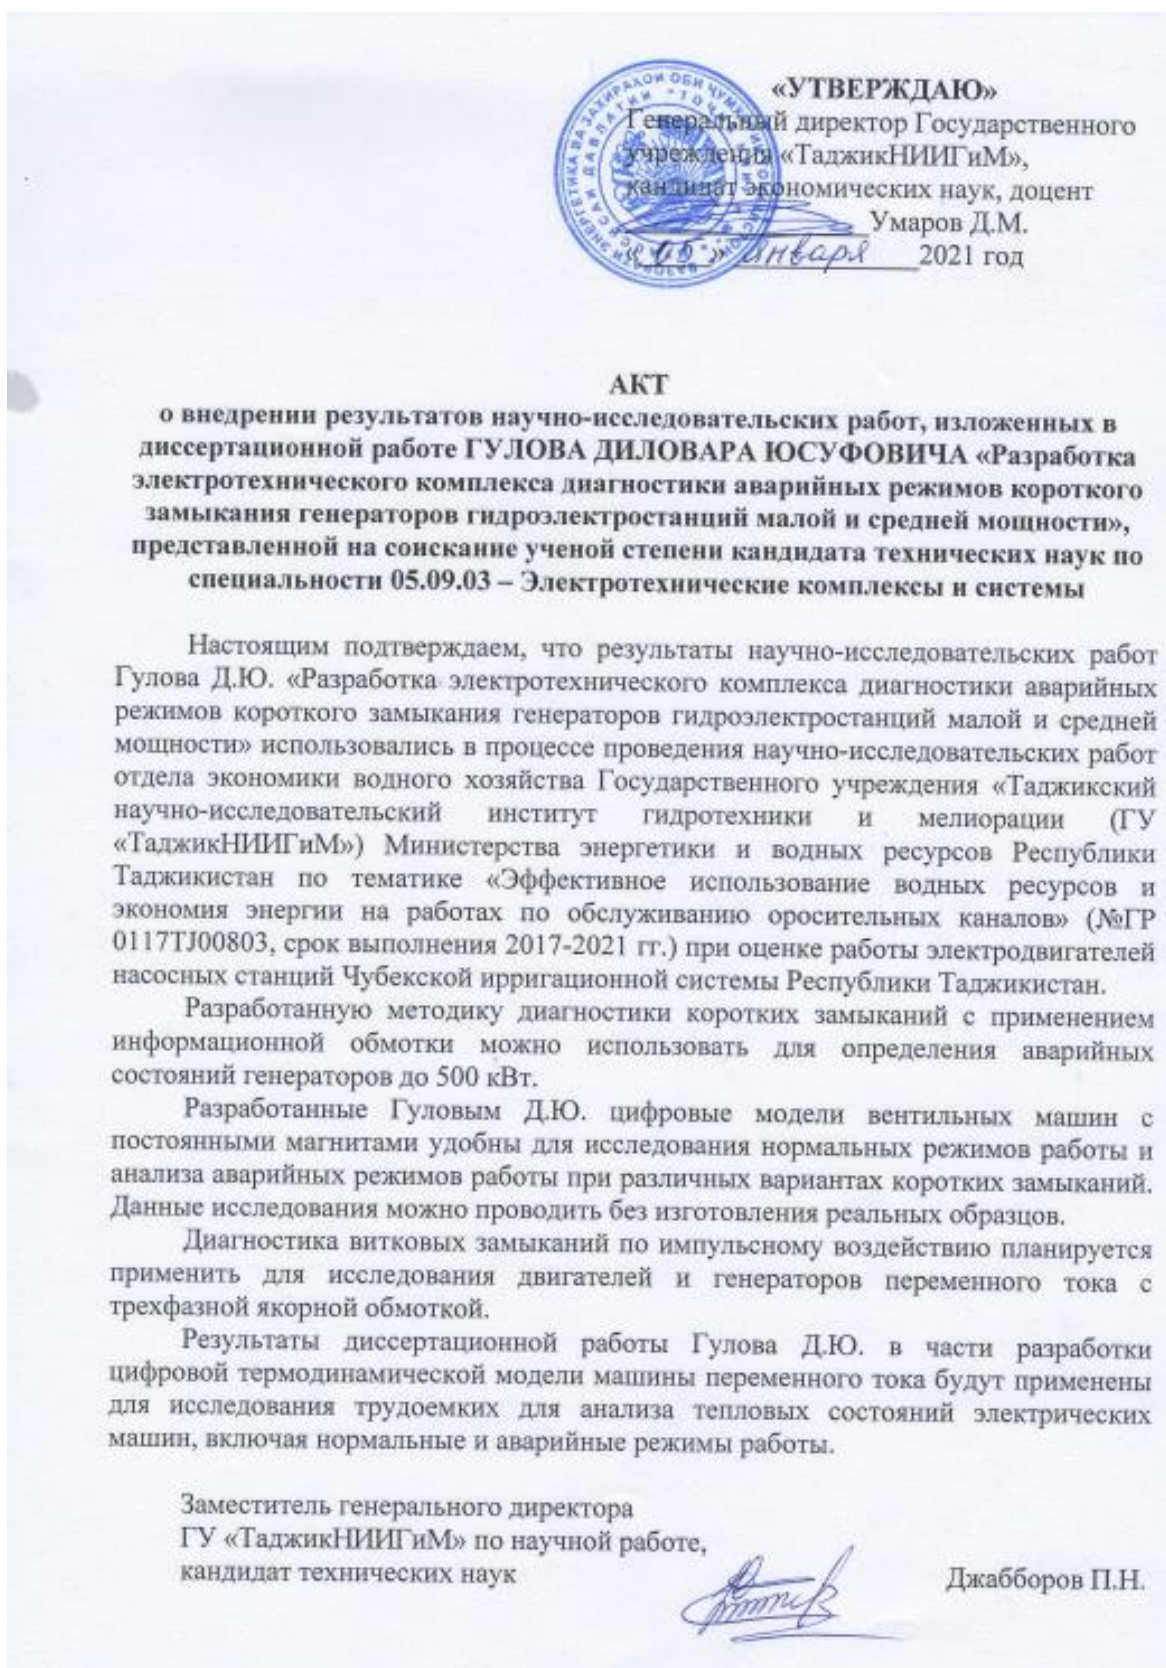 «УТВЕРЖДАЮ»
Генеральный директор Государственного
учреждения «ТаджикНИИГиМ»,
кандидат экономических наук, доцент
Умаров Д.М.
«05» января 2021 год
АКТ
о внедрении результатов научно-исследовательских работ, изложенных в
диссертационной работе ГУЛОВА ДИЛОВАРА ЮСУФОВИЧА «Разработка
электротехнического комплекса диагностики аварийных режимов короткого
замыкания генераторов гидроэлектростанций малой и средней мощности»,
представленной на соискание ученой степени кандидата технических наук по
специальности 05.09.03 – Электротехнические комплексы и системы
Настоящим подтверждаем, что результаты научно-исследовательских работ
Гулова Д.Ю. «Разработка электротехнического комплекса диагностики аварийных
режимов короткого замыкания генераторов гидроэлектростанций малой и средней
мощности» использовались в процессе проведения научно-исследовательских работ
отдела экономики водного хозяйства Государственного учреждения «Таджикский
научно-исследовательский институт гидротехники и мелиорации (ГУ
«ТаджикНИИГиМ») Министерства энергетики и водных ресурсов Республики
Таджикистан по тематике «Эффективное использование водных ресурсов и
экономия энергии на работах по обслуживанию оросительных каналов» (№ГР
0117TJ00803, срок выполнения 2017-2021 гг.) при оценке работы электродвигателей
насосных станций Чубекской ирригационной системы Республики Таджикистан.
Разработанную методику диагностики коротких замыканий с применением
информационной обмотки можно использовать для определения аварийных
состояний генераторов до 500 кВт.
Разработанные Гуловым Д.Ю. цифровые модели вентильных машин с
постоянными магнитами удобны для исследования нормальных режимов работы и
анализа аварийных режимов работы при различных вариантах коротких замыканий.
Данные исследования можно проводить без изготовления реальных образцов.
Диагностика витковых замыканий по импульсному воздействию планируется
применить для исследования двигателей и генераторов переменного тока с
трехфазной якорной обмоткой.
Результаты диссертационной работы Гулова Д.Ю. в части разработки
цифровой термодинамической модели машины переменного тока будут применены
для исследования трудоемких для анализа тепловых состояний электрических
машин, включая нормальные и аварийные режимы работы.
Заместитель генерального директора
ГУ «ТаджикНИИГиМ» по научной работе,
кандидат технических наук Джабборов П.Н.